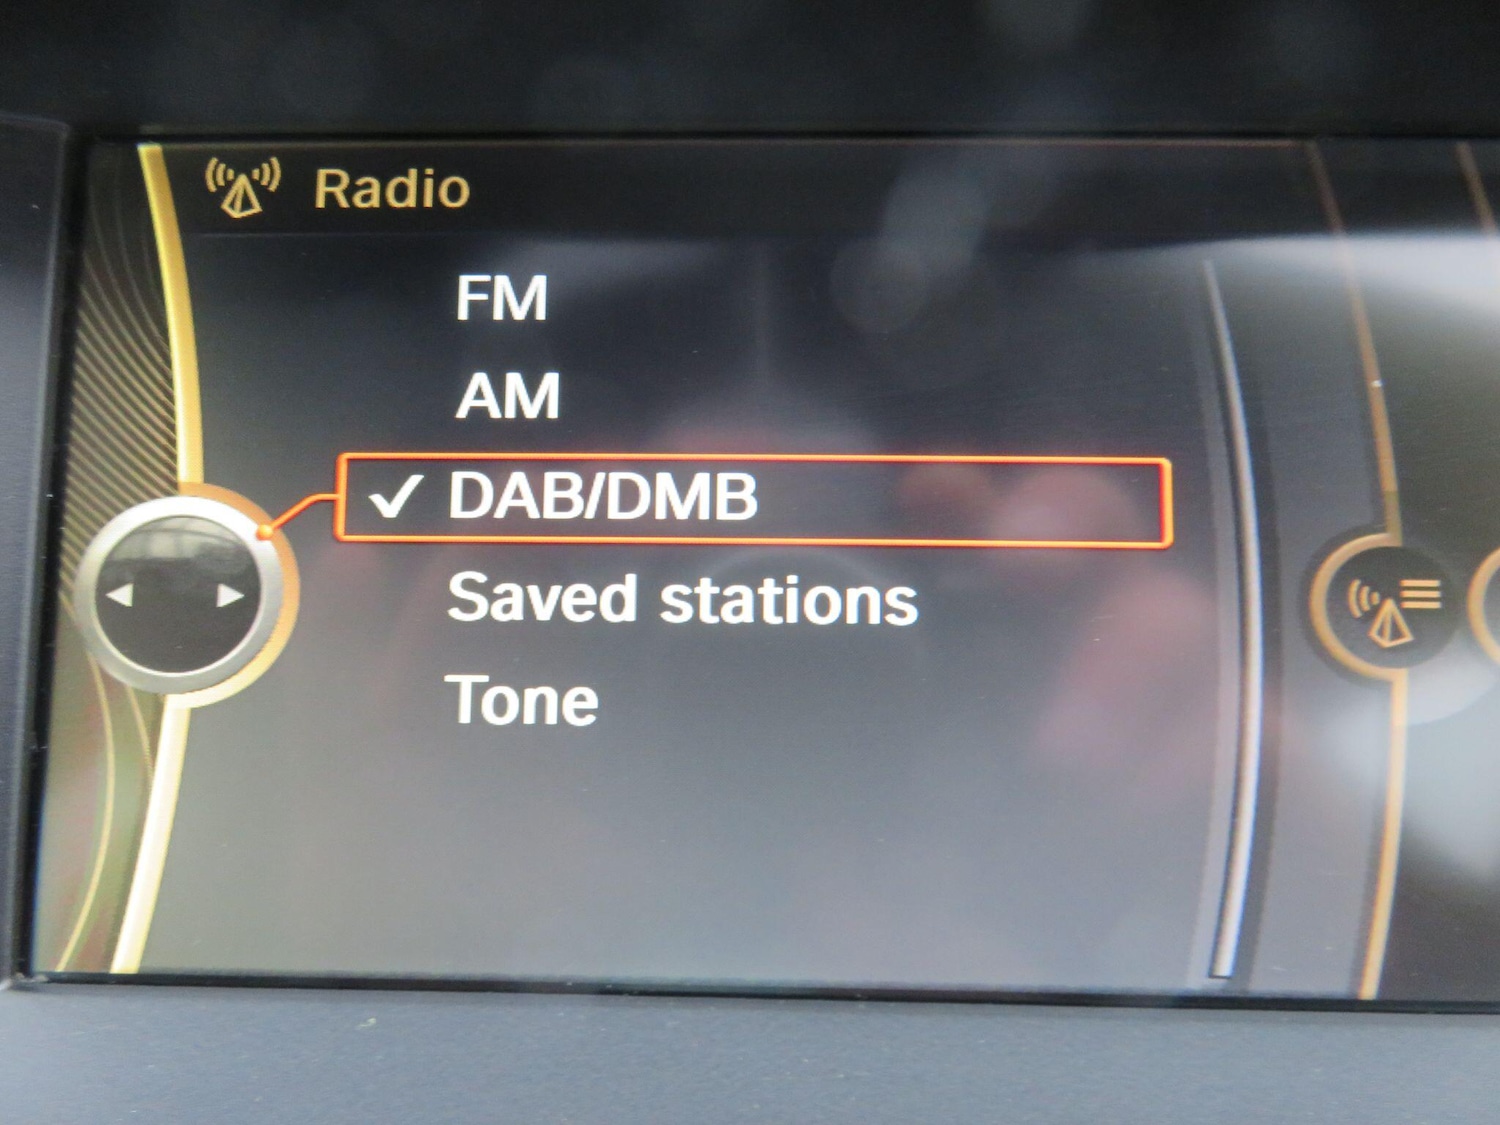 Radio
FM
AM
DAB/DMB
Saved stations
Tone